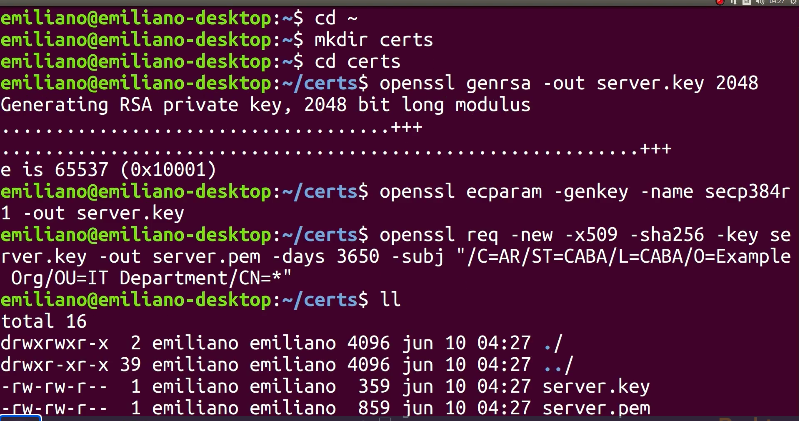 04:27
emiliano@emiliano-desktop:~$ cd ~
emiliano@emiliano-desktop:~$ mkdir certs
emiliano@emiliano-desktop:~$ cd certs
emiliano@emiliano-desktop:~/certs$ openssl genrsa -out server.key 2048
Generating RSA private key, 2048 bit long modulus
....................................+++
...........................................................+++
e is 65537 (0x10001)
emiliano@emiliano-desktop:~/certs$ openssl ecparam -genkey -name secp384r
1 -out server.key
emiliano@emiliano-desktop:~/certs$ openssl req -new -x509 -sha256 -key se
rver.key -out server.pem -days 3650 -subj "/C=AR/ST=CABA/L=CABA/O=Example
 Org/OU=IT Department/CN=*"
emiliano@emiliano-desktop:~/certs$ ll
total 16
drwxrwxr-x  2 emiliano emiliano 4096 jun 10 04:27 ./
drwxr-xr-x 39 emiliano emiliano 4096 jun 10 04:27 ../
-rw-rw-r--  1 emiliano emiliano  359 jun 10 04:27 server.key
-rw-rw-r--  1 emiliano emiliano  859 jun 10 04:27 server.pem